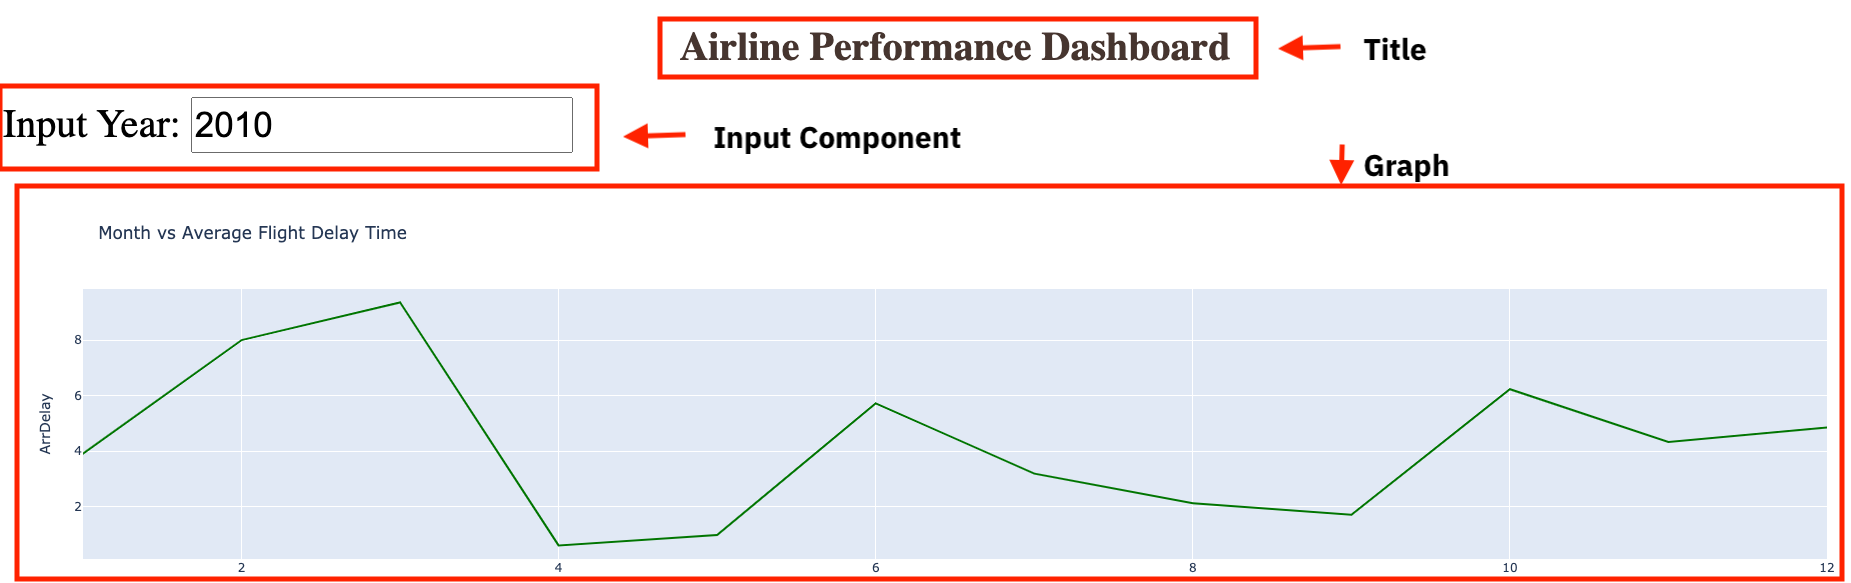 Airline Performance Dashboard
Title
Input Year: 2010
Input Component
Graph
Month vs Average Flight Delay Time
8
6
4
2
ArrDelay
2 4 6 8 10 12